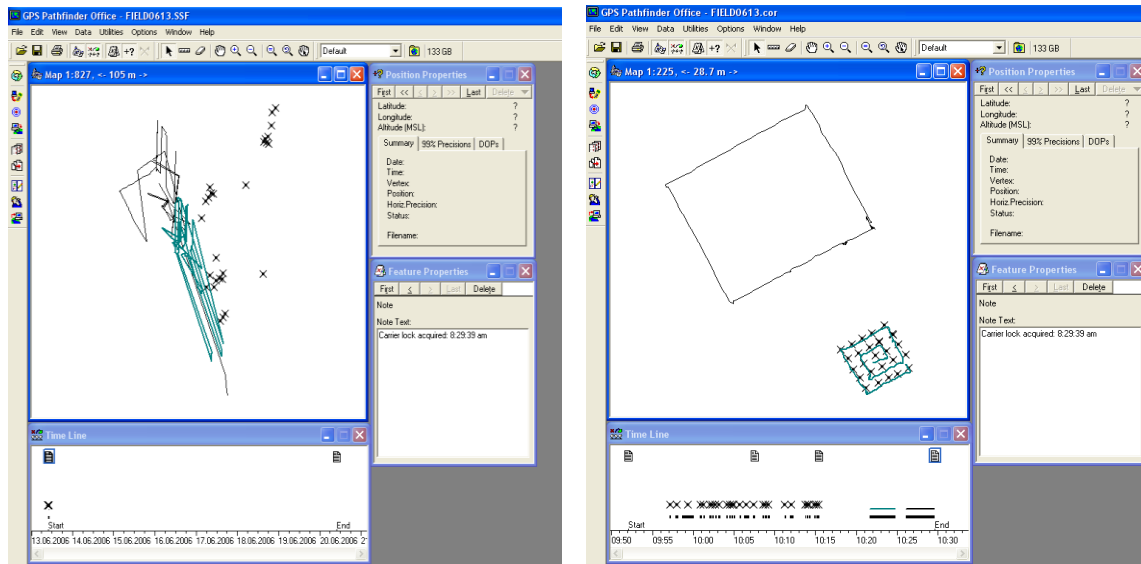 GPS Pathfinder Office - FIELD0613.SSF
File Edit View Data Utilities Options Window Help
Default 133 GB
Map 1:827, <- 105 m ->
Position Properties
First << < > >> Last Delete
Latitude: ?
Longitude: ?
Altitude (MSL): ?
Summary 99% Precisions DOPs
Date:
Time:
Vertex:
Position:
Horiz.Precision:
Status:
Filename:
Feature Properties
First < > Last Delete
Note
Note Text:
Carrier lock acquired: 8:29:39 am
Time Line
Start End
13.06.2006 14.06.2006 15.06.2006 16.06.2006 17.06.2006 18.06.2006 19.06.2006 20.06.2006 2
GPS Pathfinder Office - FIELD0613.cor
File Edit View Data Utilities Options Window Help
Default 133 GB
Map 1:225, <- 28.7 m ->
Position Properties
First << < > >> Last Delete
Latitude: ?
Longitude: ?
Altitude (MSL): ?
Summary 99% Precisions DOPs
Date:
Time:
Vertex:
Position:
Horiz.Precision:
Status:
Filename:
Feature Properties
First < > Last Delete
Note
Note Text:
Carrier lock acquired: 8:29:39 am
Time Line
Start End
09:50 09:55 10:00 10:05 10:10 10:15 10:20 10:25 10:30